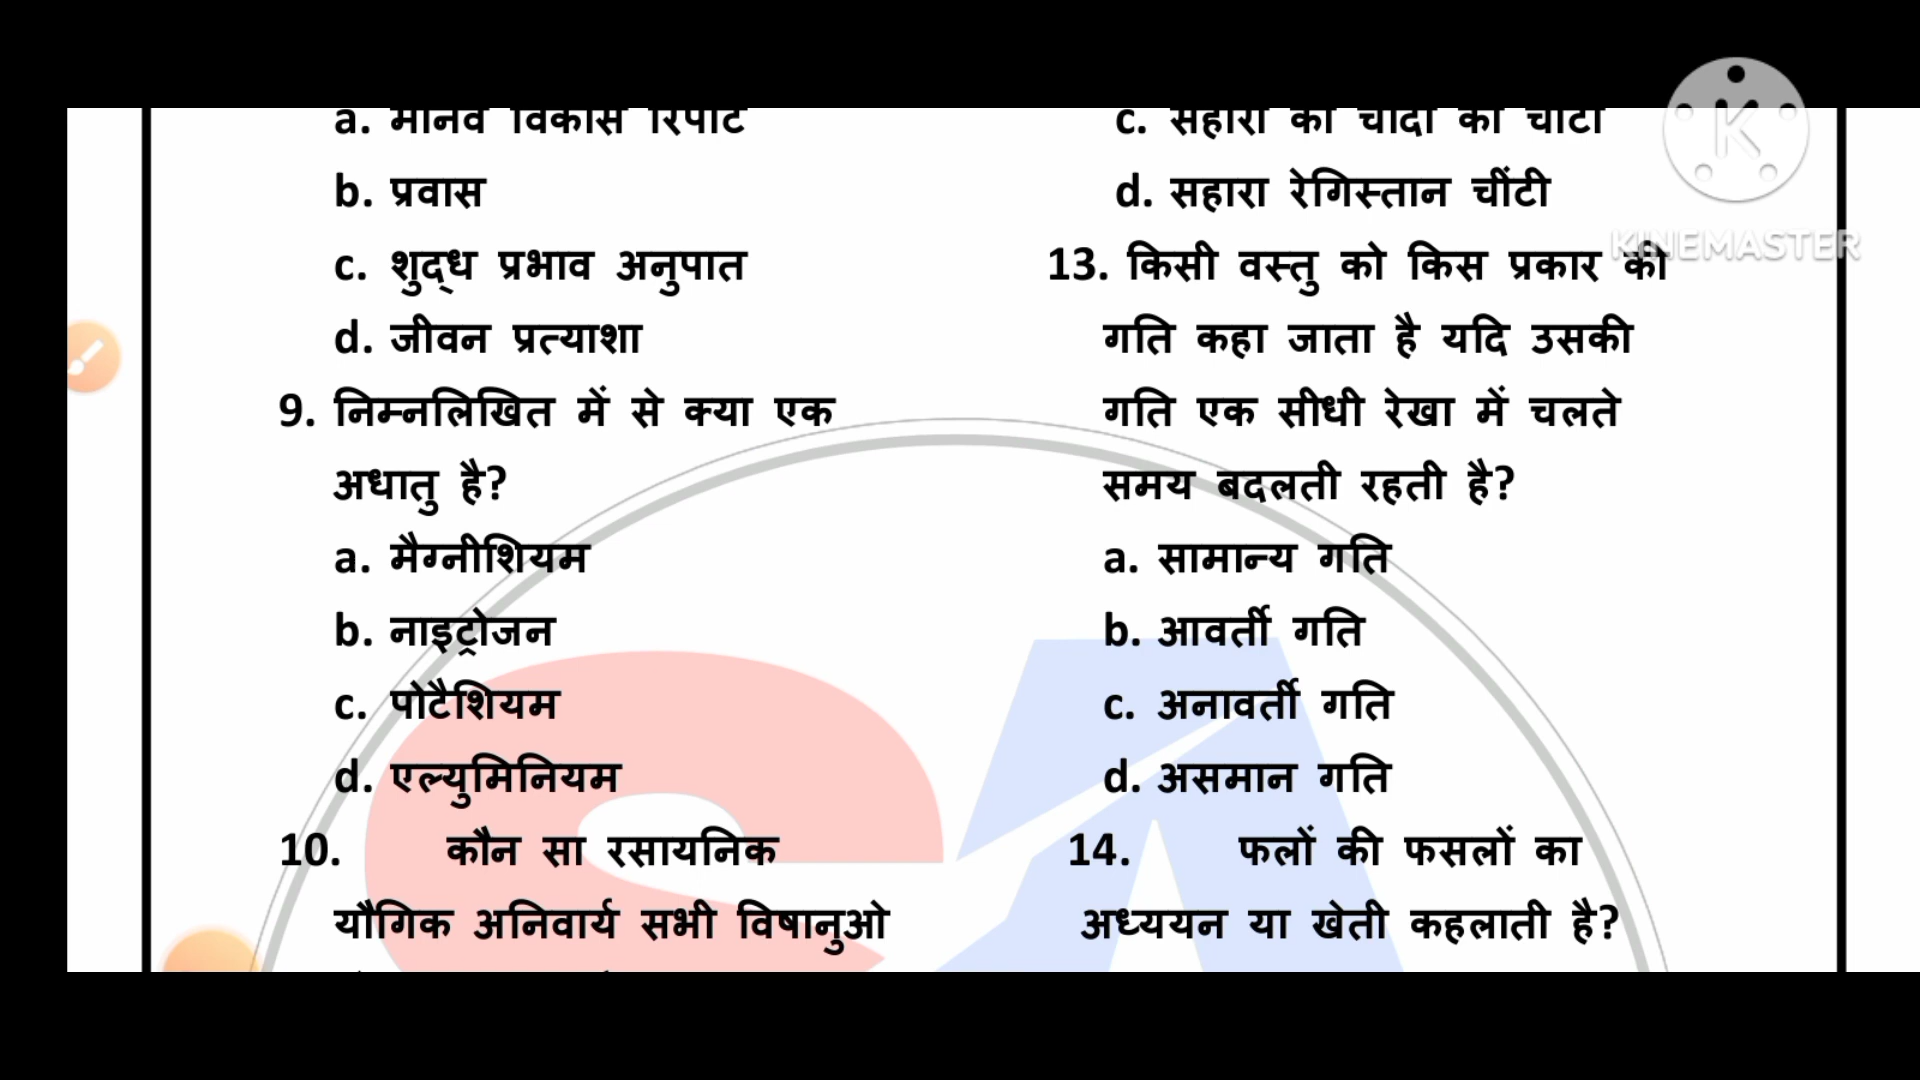 a. मानव विकास रिपोर्ट
b. प्रवास
c. शुद्ध प्रभाव अनुपात
d. जीवन प्रत्याशा
9. निम्नलिखित में से क्या एक
अधातु है?
a. मैग्नीशियम
b. नाइट्रोजन
c. पोटैशियम
d. एल्युमिनियम
10. कौन सा रसायनिक
यौगिक अनिवार्य सभी विषानुओ
c. सहारा की चांदी की चींटी
d. सहारा रेगिस्तान चींटी
13. किसी वस्तु को किस प्रकार की
गति कहा जाता है यदि उसकी
गति एक सीधी रेखा में चलते
समय बदलती रहती है?
a. सामान्य गति
b. आवर्ती गति
c. अनावर्ती गति
d. असमान गति
14. फलों की फसलों का
अध्ययन या खेती कहलाती है?
K
KINEMASTER